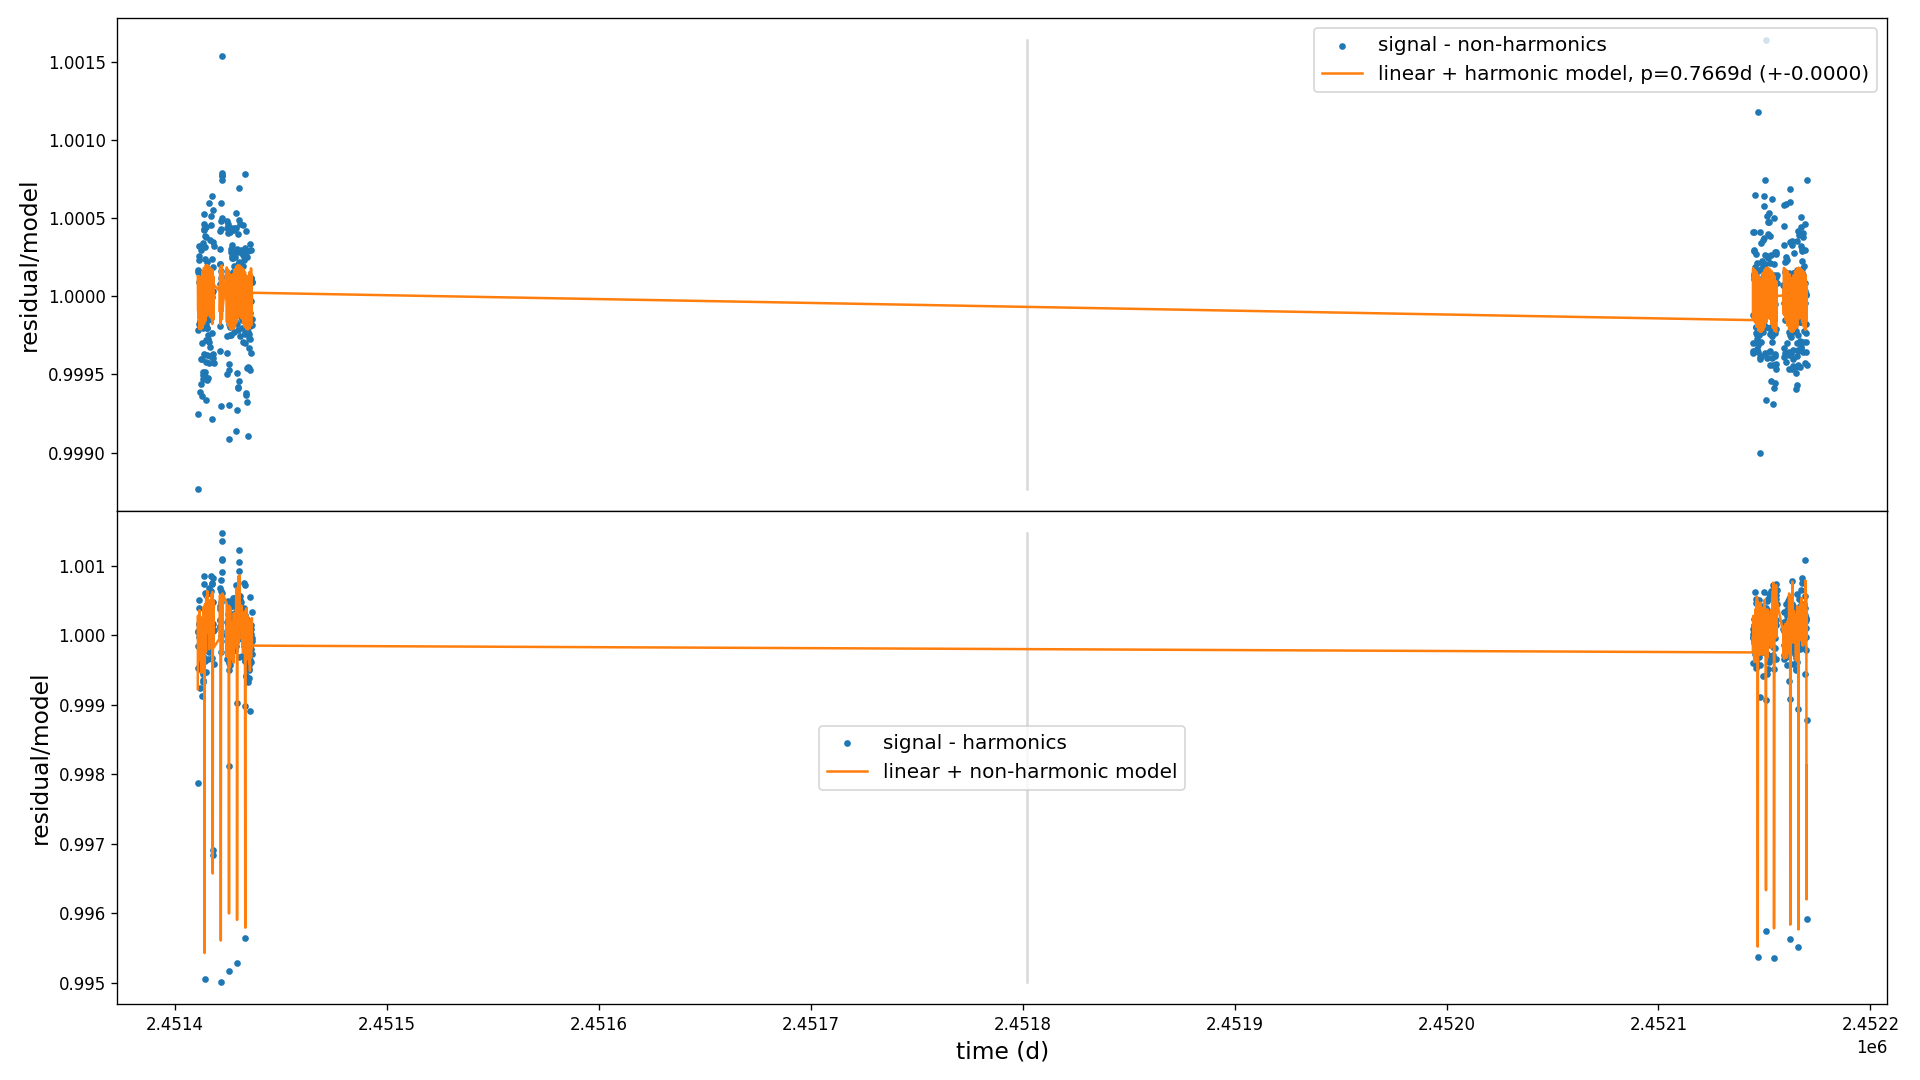 signal - non-harmonics
linear + harmonic model, p=0.7669d (+-0.0000)
1.0015
1.0010
1.0005
1.0000
0.9995
0.9990
residual/model
1.001
1.000
0.999
0.998
0.997
0.996
0.995
residual/model
signal - harmonics
linear + non-harmonic model
2.4514 2.4515 2.4516 2.4517 2.4518 2.4519 2.4520 2.4521 2.4522
time (d)
1e6